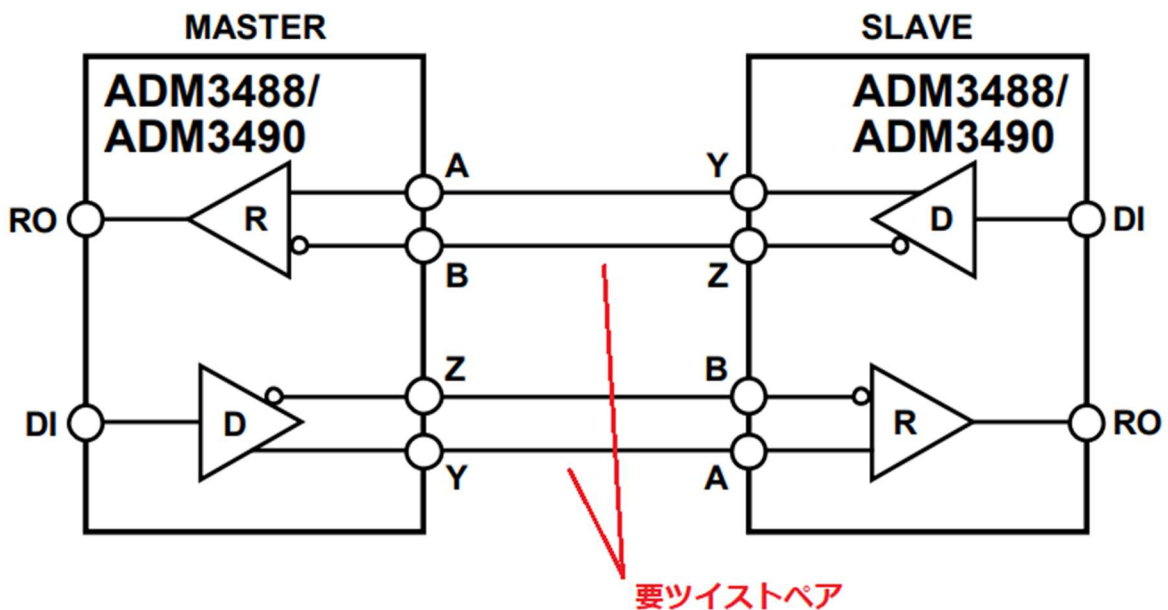 MASTER
SLAVE
ADM3488/
ADM3490
ADM3488/
ADM3490
A
Y
RO
R
D
DI
B
Z
Z
B
DI
D
R
RO
Y
A
要ツイストペア